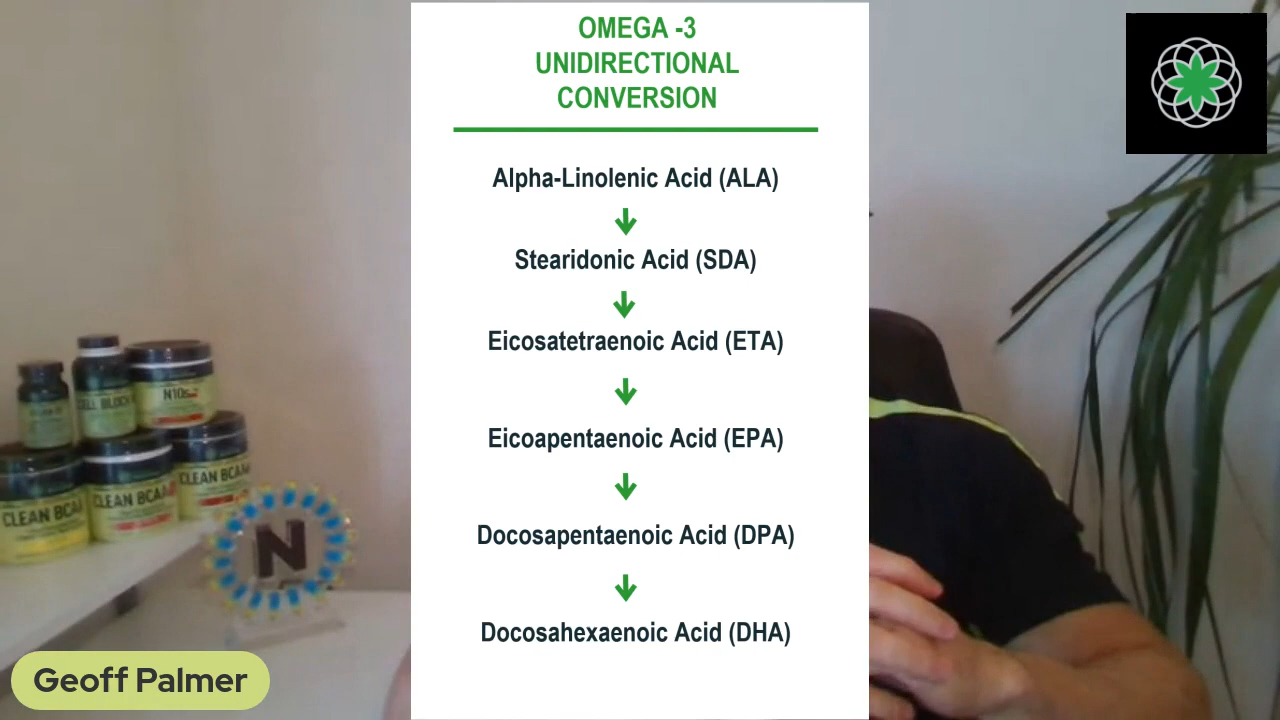 OMEGA -3
UNIDIRECTIONAL
CONVERSION
Alpha-Linolenic Acid (ALA)
Stearidonic Acid (SDA)
Eicosatetraenoic Acid (ETA)
Eicoapentaenoic Acid (EPA)
Docosapentaenoic Acid (DPA)
Docosahexaenoic Acid (DHA)
N10se
CELL BLOCK
CLEAN BCAA
CLEAN BCAA
CLEAN BCAA
N
Geoff Palmer